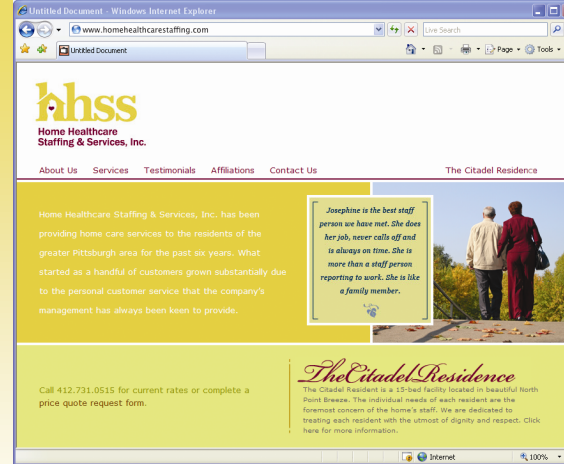 Untitled Document - Windows Internet Explorer
www.homehealthcarestaffing.com
Live Search
Untitled Document
Page
Tools
hhss
Home Healthcare
Staffing & Services, Inc.
About Us Services Testimonials Affiliations Contact Us The Citadel Residence
Home Healthcare Staffing & Services, Inc. has been
providing home care services to the residents of the
greater Pittsburgh area for the past six years. What
started as a handful of customers grown substantially due
to the personal customer service that the company's
management has always been keen to provide.
Josephine is the best staff
person we have met. She does
her job, never calls off and
is always on time. She is
more than a staff person
reporting to work. She is like
a family member.
Call 412.731.0515 for current rates or complete a
price quote request form.
TheCitadelResidence
The Citadel Resident is a 15-bed facility located in beautiful North
Point Breeze. The individual needs of each resident are the
foremost concern of the home's staff. We are dedicated to
treating each resident with the utmost of dignity and respect. Click
here for more information.
Internet
100%